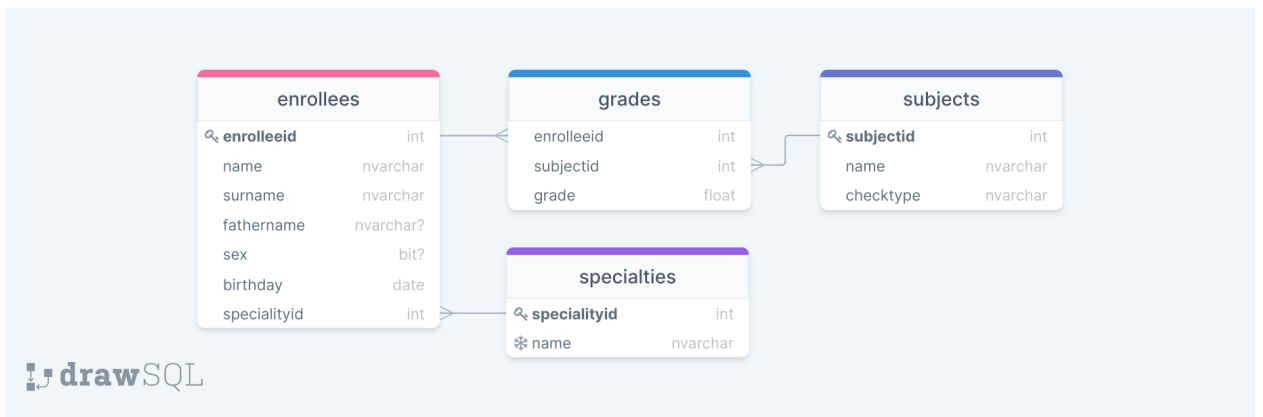 enrollees
enrolleeid int
name nvarchar
surname nvarchar
fathername nvarchar?
sex bit?
birthday date
specialityid int
grades
enrolleeid int
subjectid int
grade float
subjects
subjectid int
name nvarchar
checktype nvarchar
specialties
specialityid int
name nvarchar
drawSQL